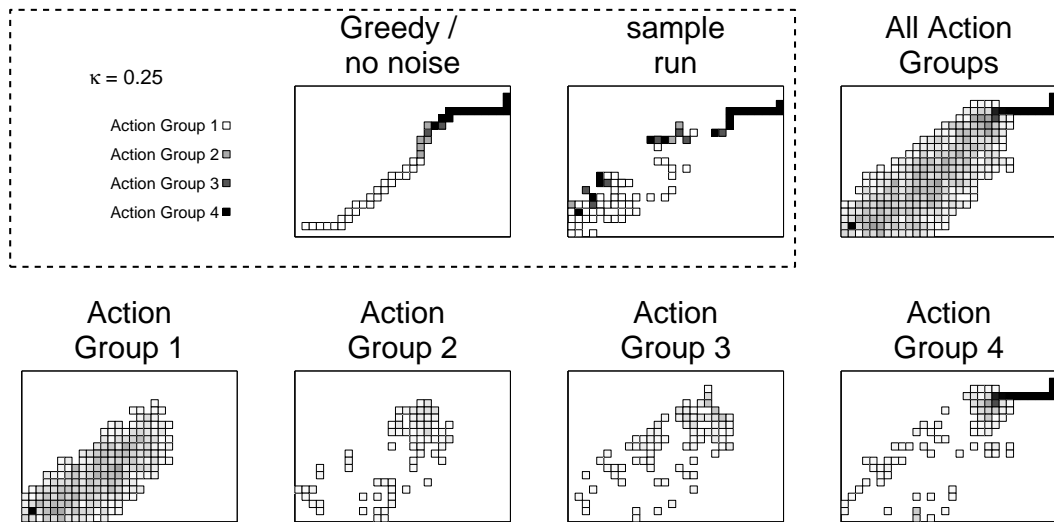 Greedy /
no noise
sample
run
All Action
Groups
κ = 0.25
Action Group 1
Action Group 2
Action Group 3
Action Group 4
Action
Group 1
Action
Group 2
Action
Group 3
Action
Group 4